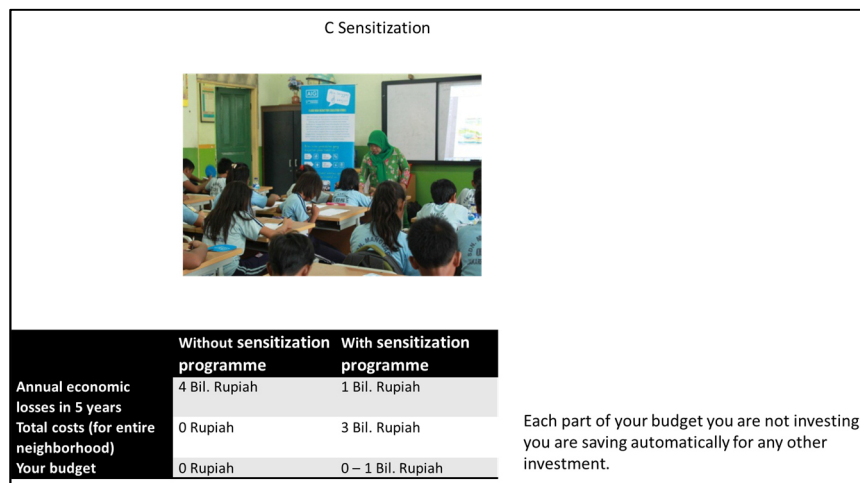 C Sensitization
AIG
Without sensitization programme
With sensitization programme
Annual economic losses in 5 years
4 Bil. Rupiah
1 Bil. Rupiah
Total costs (for entire neighborhood)
0 Rupiah
3 Bil. Rupiah
Your budget
0 Rupiah
0 – 1 Bil. Rupiah
Each part of your budget you are not investing
you are saving automatically for any other
investment.